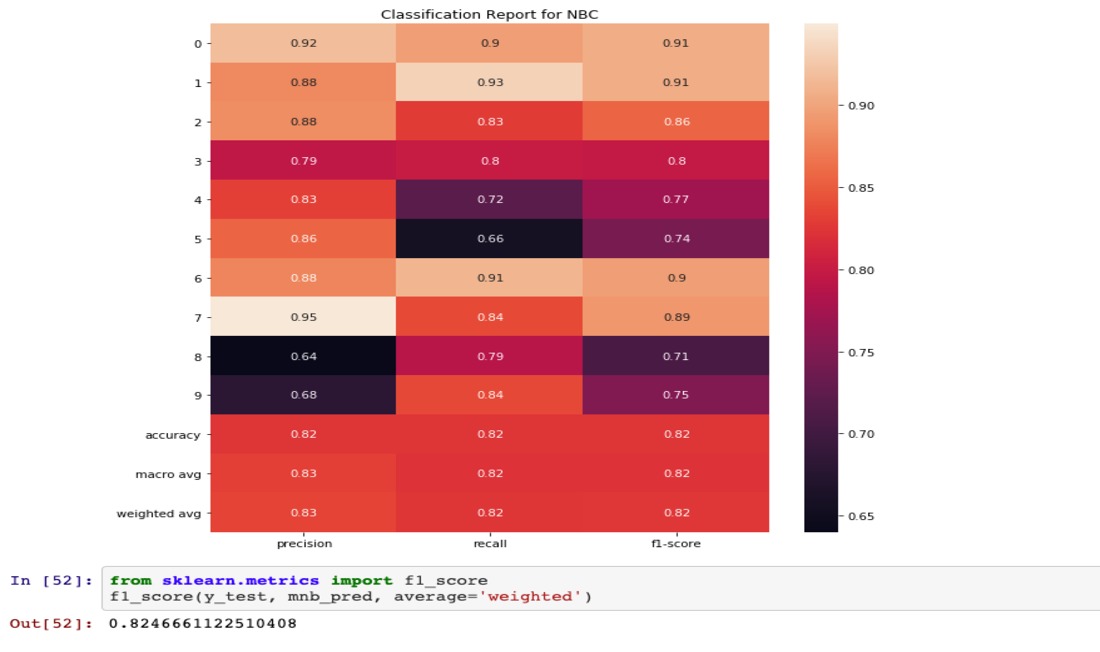 Classification Report for NBC
0 0.92 0.9 0.91
1 0.88 0.93 0.91
0.90
2 0.88 0.83 0.86
3 0.79 0.8 0.8
0.85
4 0.83 0.72 0.77
5 0.86 0.66 0.74
0.80
6 0.88 0.91 0.9
7 0.95 0.84 0.89
0.75
8 0.64 0.79 0.71
9 0.68 0.84 0.75
0.70
accuracy 0.82 0.82 0.82
macro avg 0.83 0.82 0.82
weighted avg 0.83 0.82 0.82
0.65
precision recall f1-score
In [52]: from sklearn.metrics import f1_score
f1_score(y_test, mnb_pred, average='weighted')
Out[52]: 0.8246661122510408